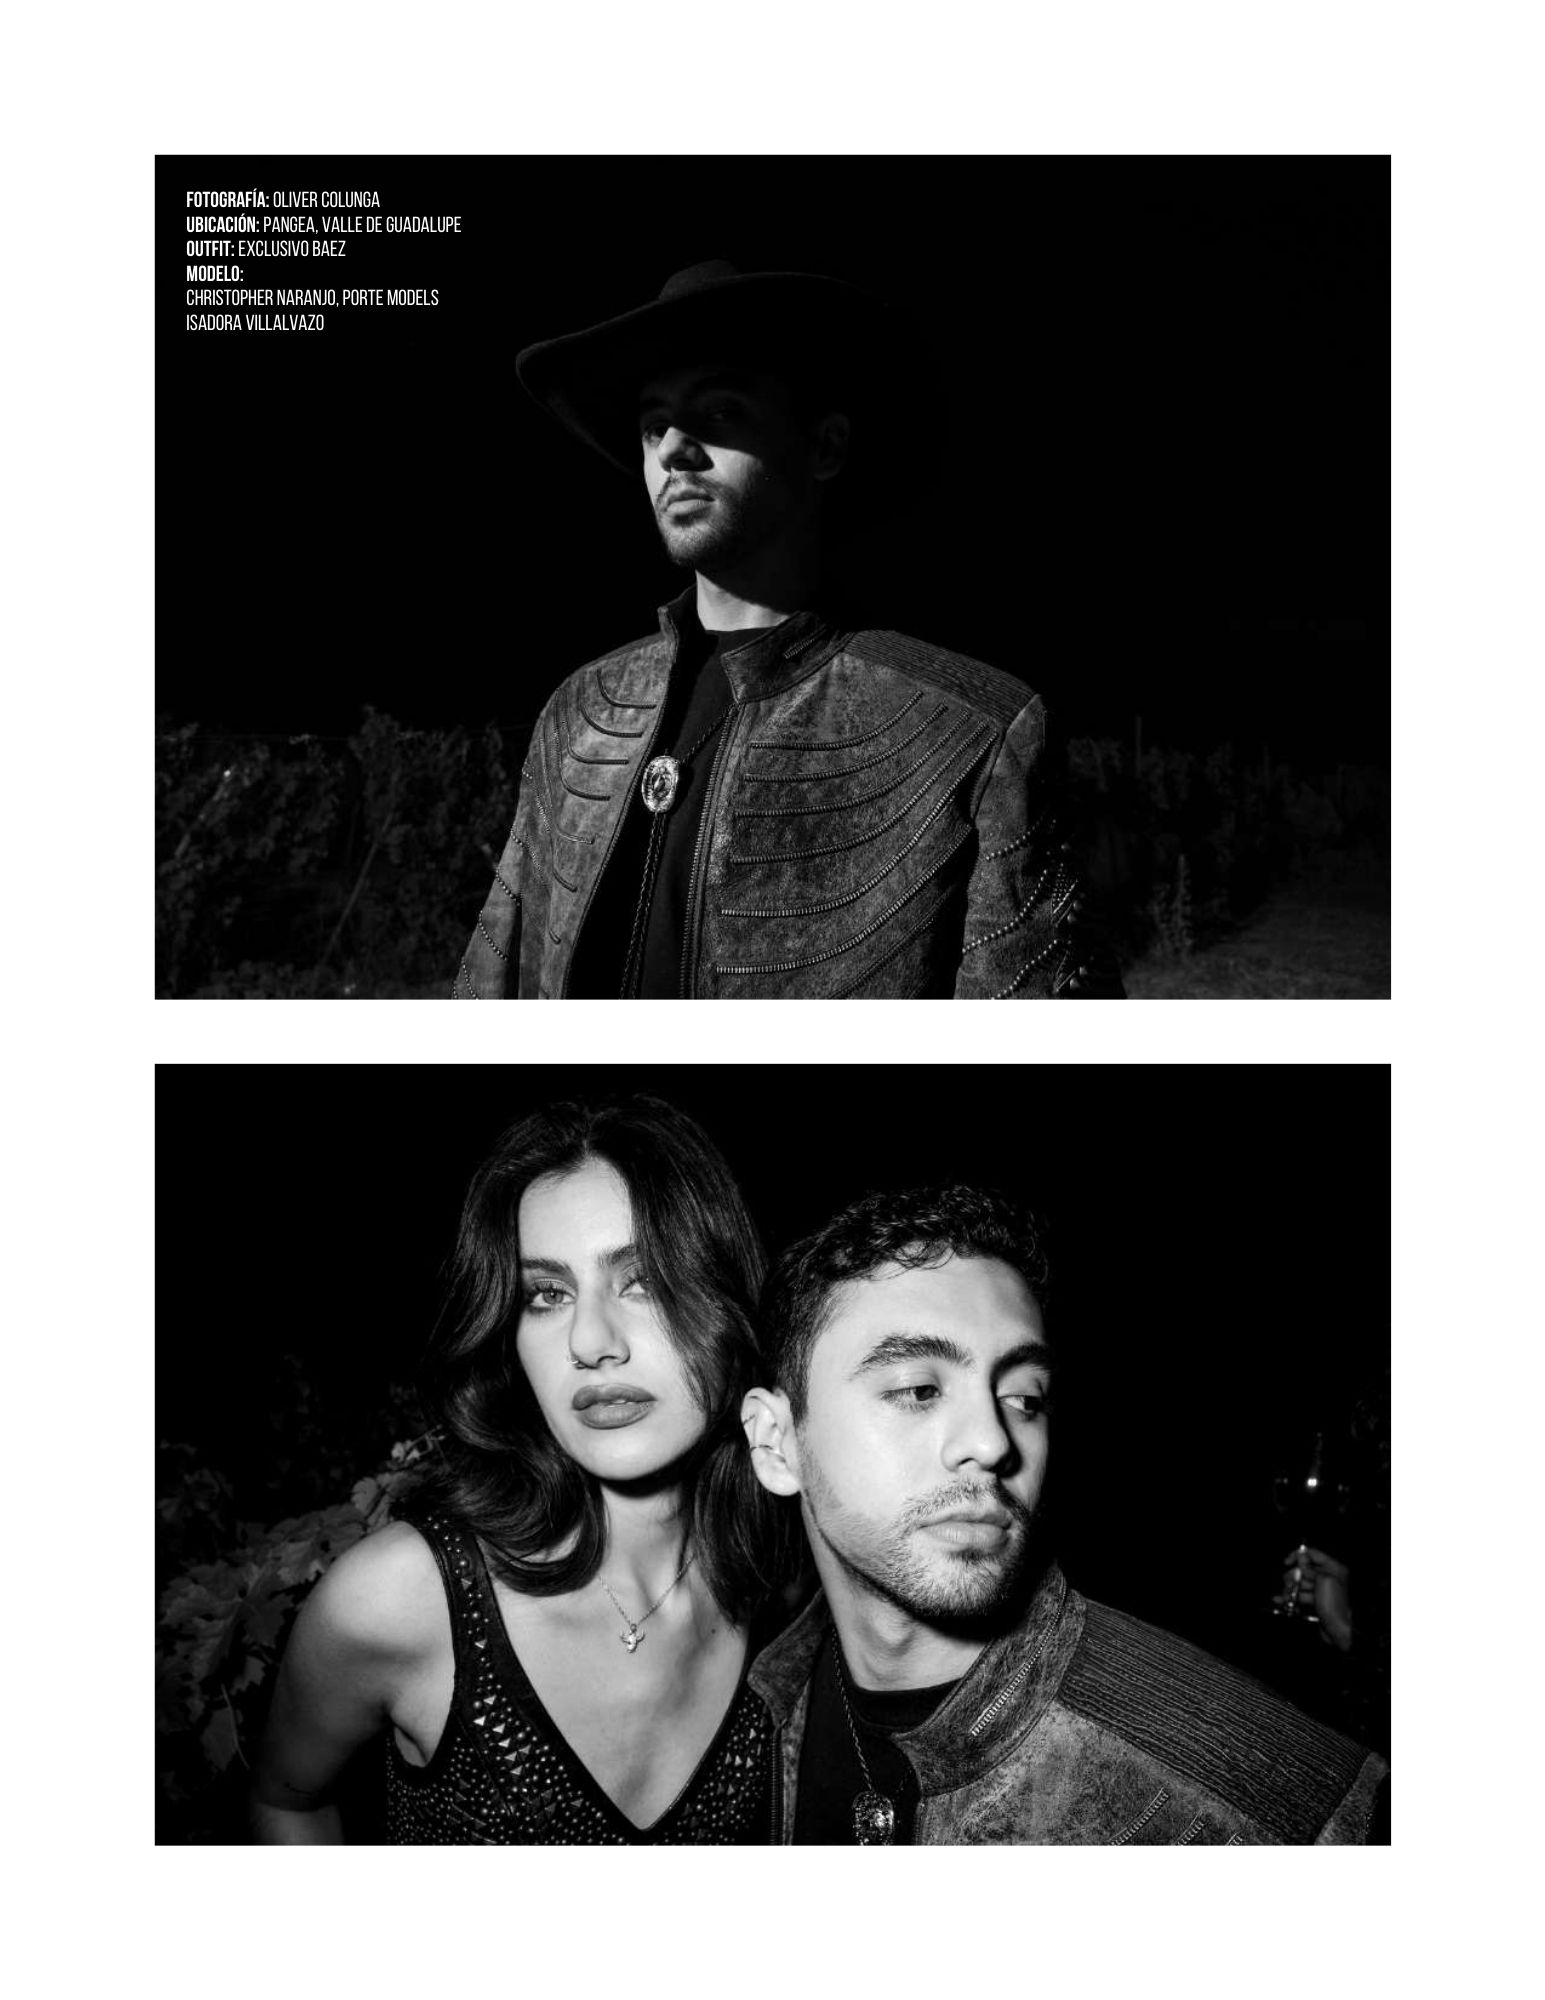 FOTOGRAFÍA: OLIVER COLUNGA
UBICACIÓN: PANGEA, VALLE DE GUADALUPE
OUTFIT: EXCLUSIVO BAEZ
MODELO:
CHRISTOPHER NARANJO, PORTE MODELS
ISADORA VILLALVAZO